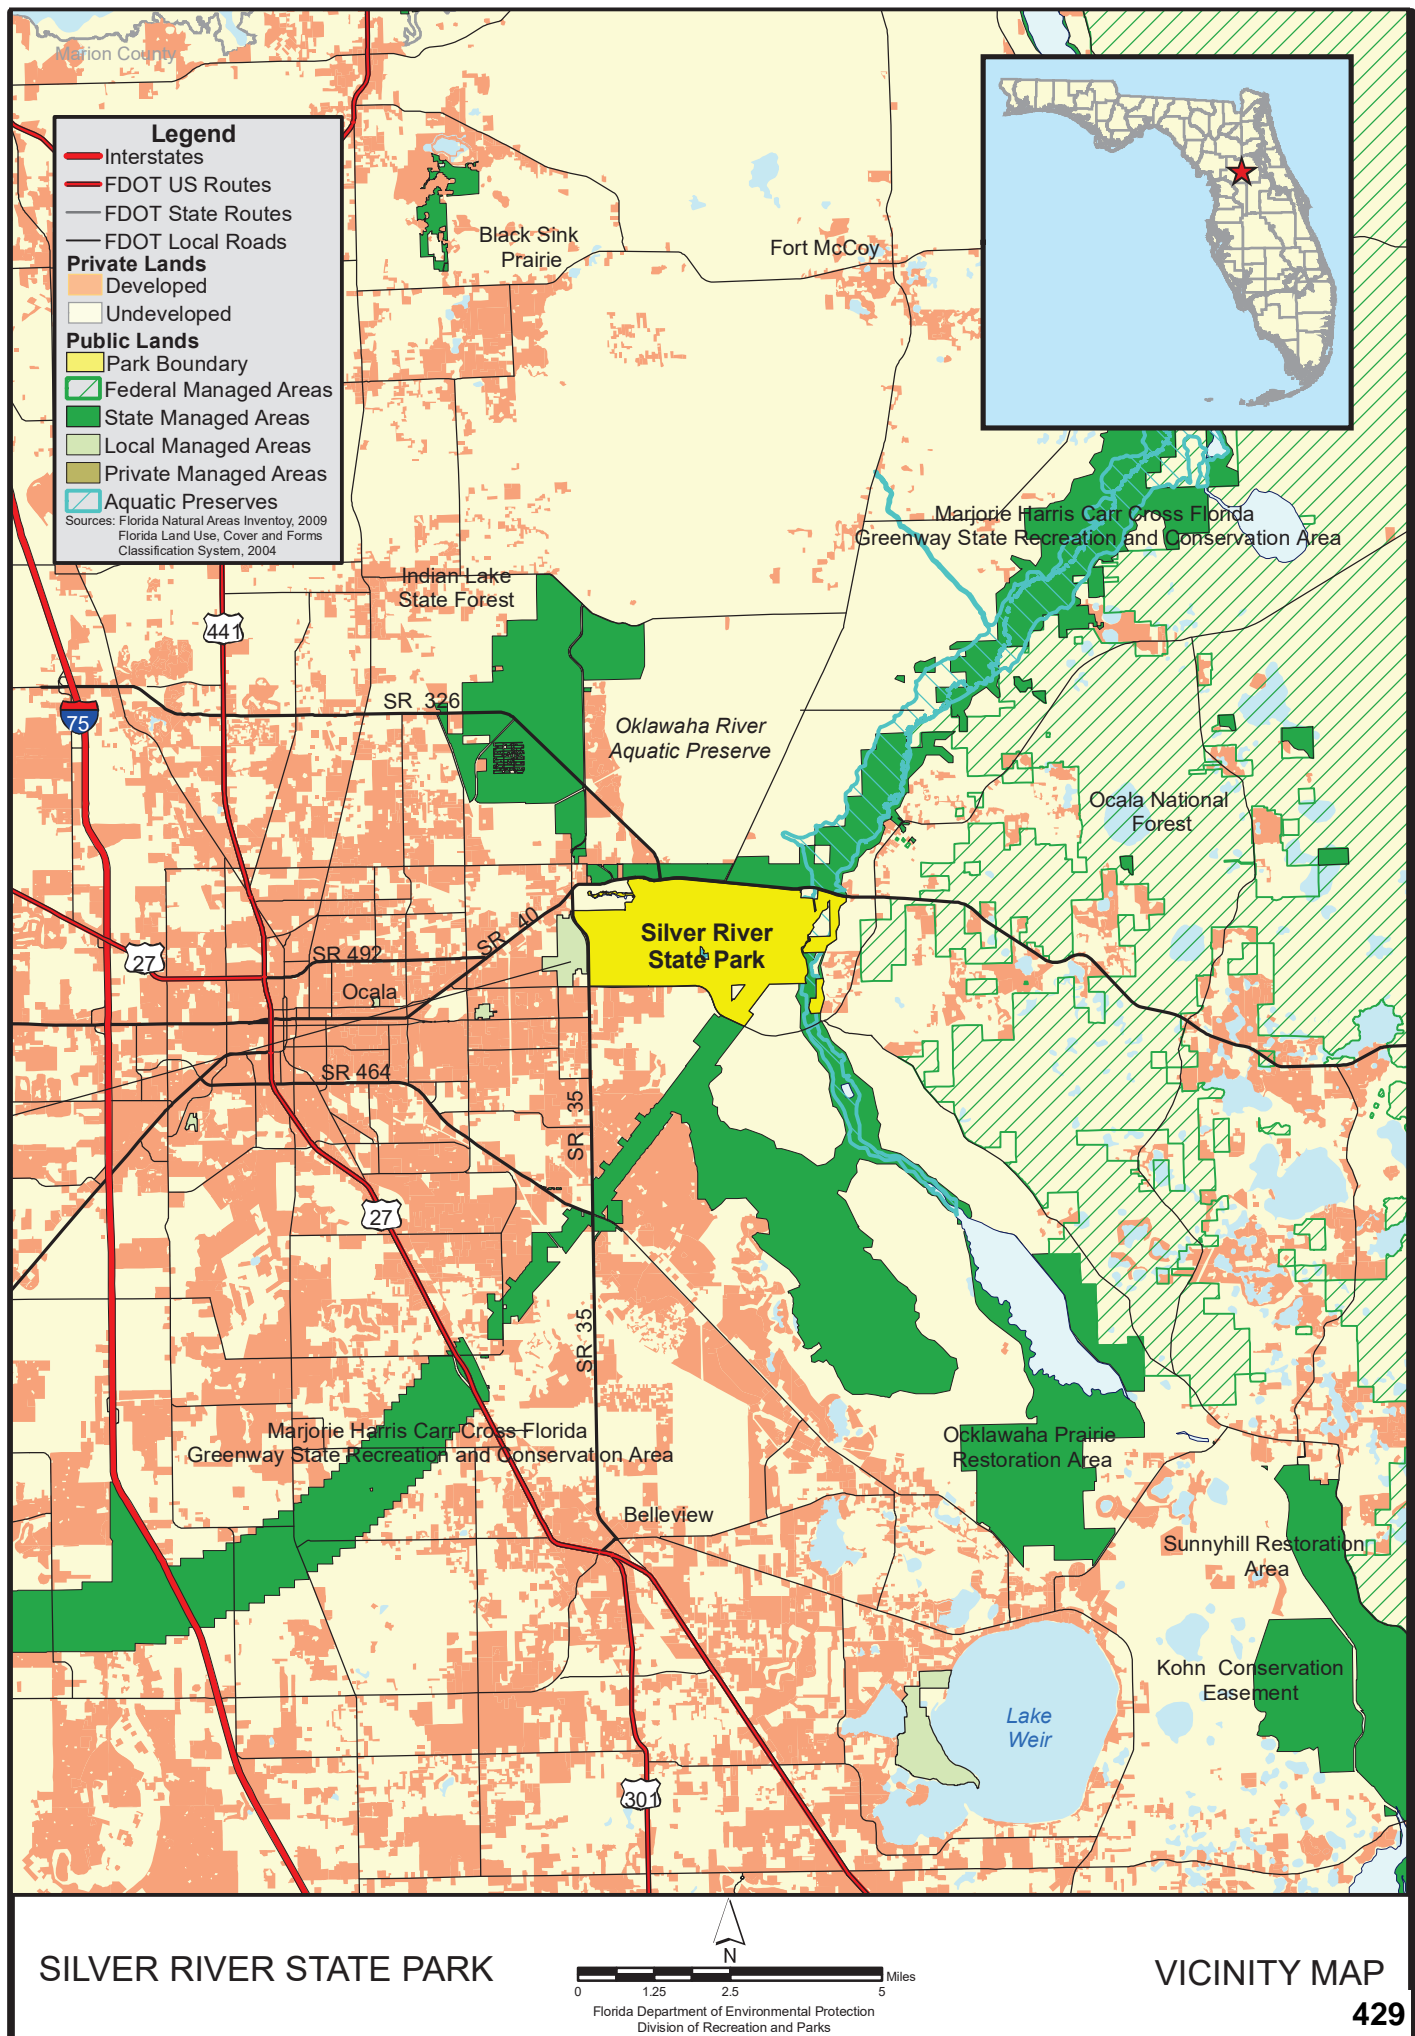 Marion County
Legend
Interstates
FDOT US Routes
FDOT State Routes
FDOT Local Roads
Private Lands
Developed
Undeveloped
Public Lands
Park Boundary
Federal Managed Areas
State Managed Areas
Local Managed Areas
Private Managed Areas
Aquatic Preserves
Sources: Florida Natural Areas Inventoy, 2009
Florida Land Use, Cover and Forms
Classification System, 2004
Black Sink
Prairie
Fort McCoy
Marjorie Harris Carr Cross Florida
Greenway State Recreation and Conservation Area
Indian Lake
State Forest
441
75
SR 326
Oklawaha River
Aquatic Preserve
Ocala National
Forest
Silver River
State Park
SR 40
SR 492
27
Ocala
SR 464
SR 35
27
SR 35
Marjorie Harris Carr Cross Florida
Greenway State Recreation and Conservation Area
Ocklawaha Prairie
Restoration Area
Belleview
Sunnyhill Restoration
Area
Kohn Conservation
Easement
Lake
Weir
301
SILVER RIVER STATE PARK
N
0 1.25 2.5 5 Miles
Florida Department of Environmental Protection
Division of Recreation and Parks
VICINITY MAP
429